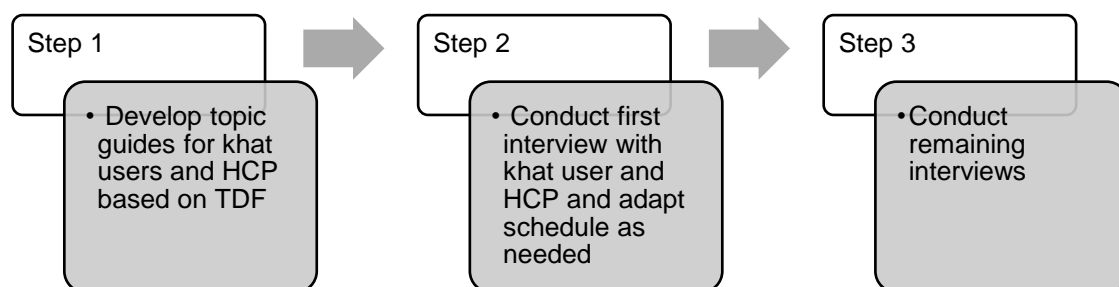 Step 1
• Develop topic
guides for khat
users and HCP
based on TDF
Step 2
• Conduct first
interview with
khat user and
HCP and adapt
schedule as
needed
Step 3
•Conduct
remaining
interviews